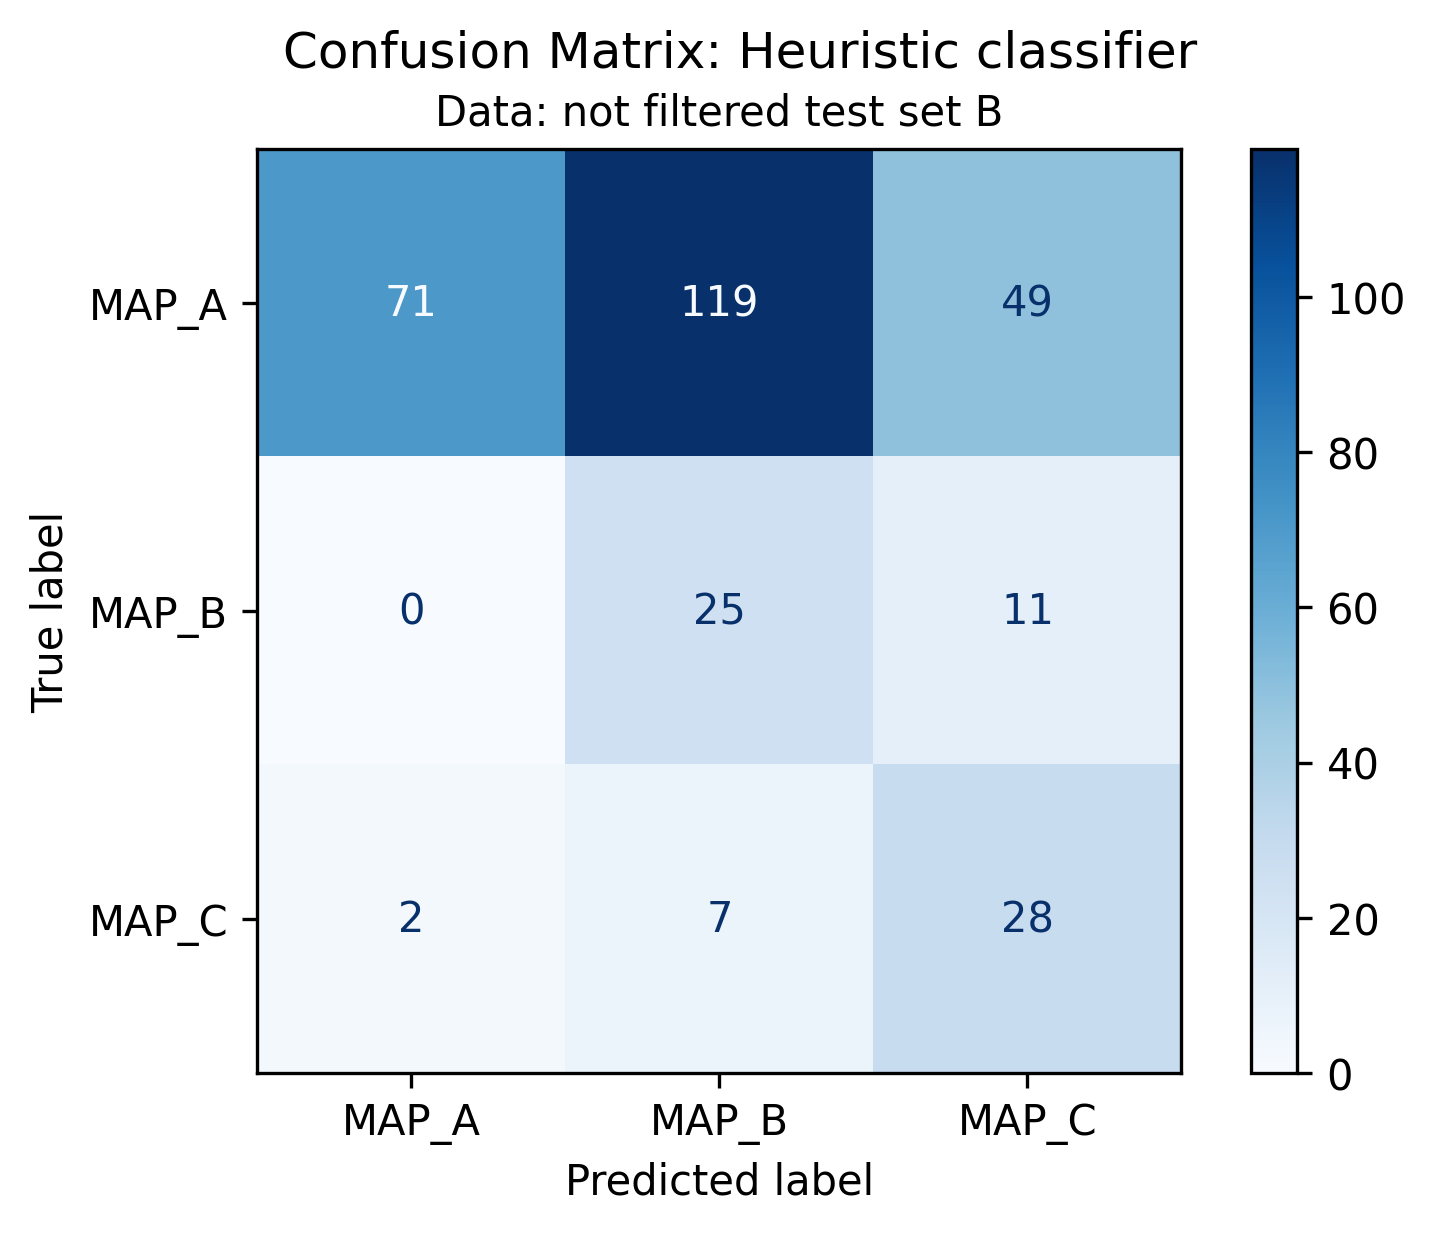 Confusion Matrix: Heuristic classifier
Data: not filtered test set B
True label
MAP_A
71 119 49
MAP_B
0 25 11
MAP_C
2 7 28
MAP_A MAP_B MAP_C
Predicted label
100
80
60
40
20
0